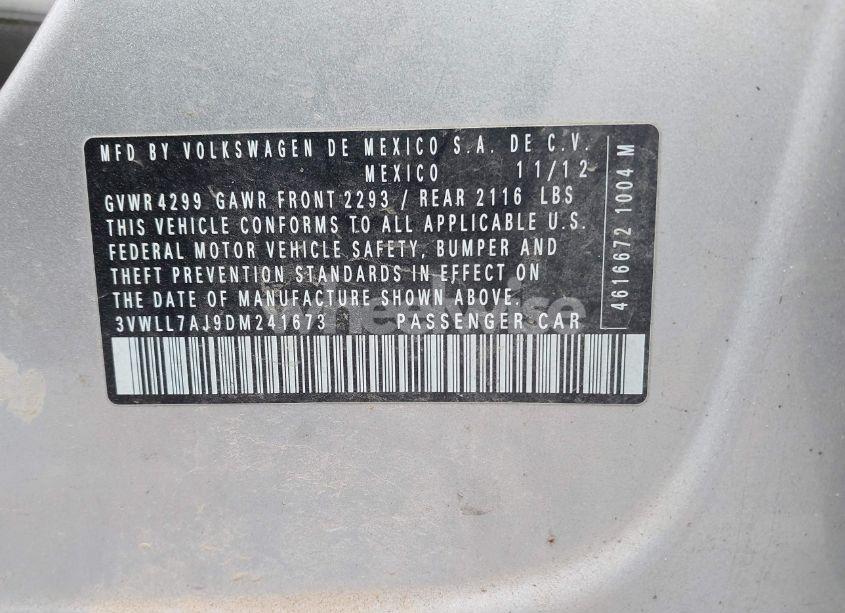 MFD BY VOLKSWAGEN DE MEXICO S.A. DE C.V.
MEXICO 11/12
GVWR 4299 GAWR FRONT 2293 / REAR 2116 LBS
THIS VEHICLE CONFORMS TO ALL APPLICABLE U.S.
FEDERAL MOTOR VEHICLE SAFETY, BUMPER AND
THEFT PREVENTION STANDARDS IN EFFECT ON
THE DATE OF MANUFACTURE SHOWN ABOVE.
3VWLL7AJ9DM241673 PASSENGER CAR
4616672 1004 M
wheelwise